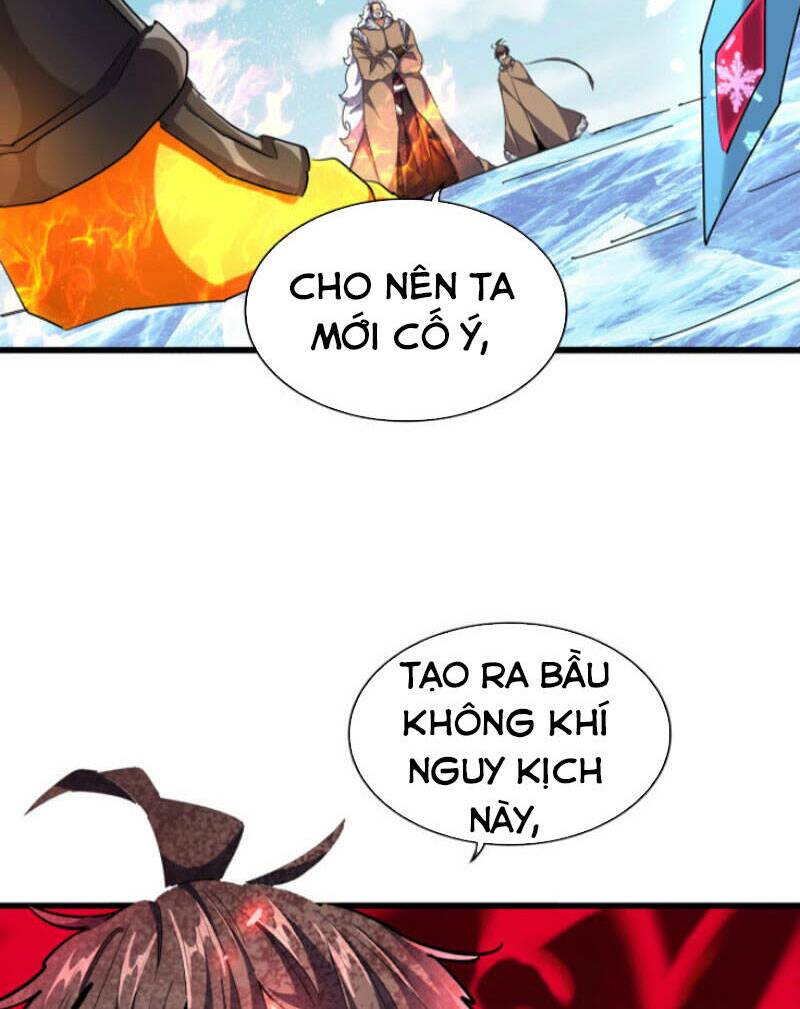 CHO NÊN TA
MỚI CỐ Ý,
TẠO RA BẦU
KHÔNG KHÍ
NGUY KỊCH
NÀY,